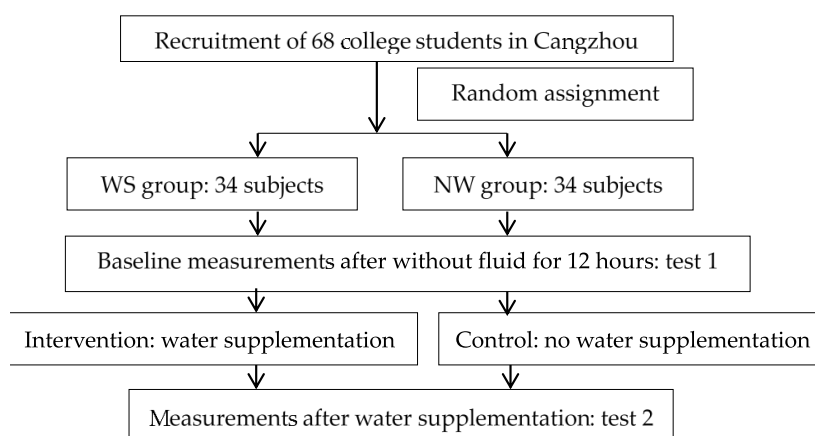 Recruitment of 68 college students in Cangzhou
Random assignment
WS group: 34 subjects
NW group: 34 subjects
Baseline measurements after without fluid for 12 hours: test 1
Intervention: water supplementation
Control: no water supplementation
Measurements after water supplementation: test 2